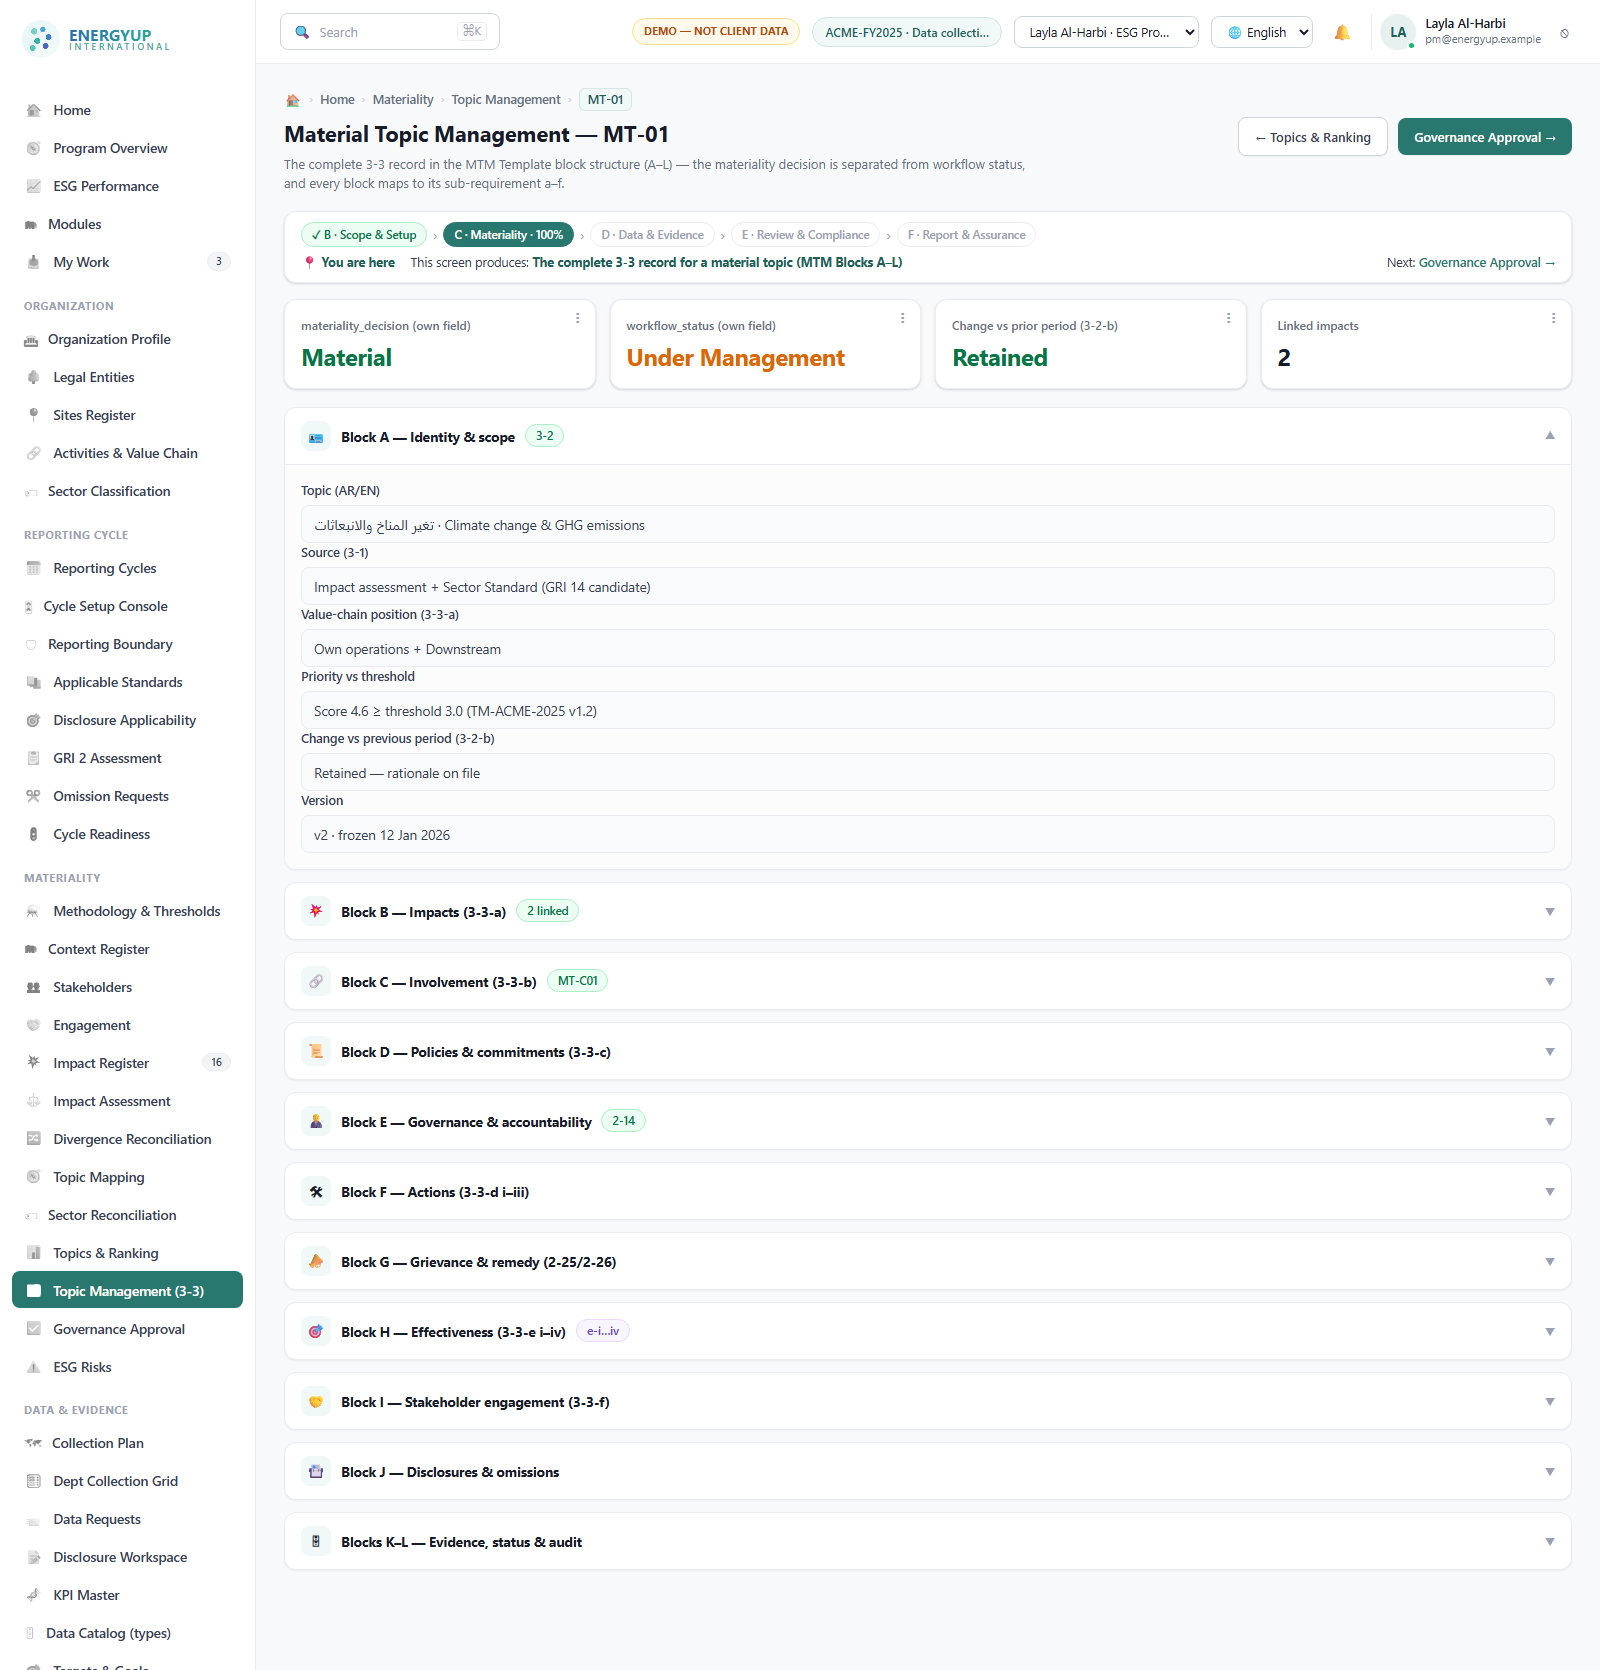 ENERGYUP
INTERNATIONAL
Search
⌘K
DEMO — NOT CLIENT DATA
ACME-FY2025 · Data collecti...
Layla Al-Harbi · ESG Pro...
English
LA
Layla Al-Harbi
pm@energyup.example
Home
Program Overview
ESG Performance
Modules
My Work
3
ORGANIZATION
Organization Profile
Legal Entities
Sites Register
Activities & Value Chain
Sector Classification
REPORTING CYCLE
Reporting Cycles
Cycle Setup Console
Reporting Boundary
Applicable Standards
Disclosure Applicability
GRI 2 Assessment
Omission Requests
Cycle Readiness
MATERIALITY
Methodology & Thresholds
Context Register
Stakeholders
Engagement
Impact Register
16
Impact Assessment
Divergence Reconciliation
Topic Mapping
Sector Reconciliation
Topics & Ranking
Topic Management (3-3)
Governance Approval
ESG Risks
DATA & EVIDENCE
Collection Plan
Dept Collection Grid
Data Requests
Disclosure Workspace
KPI Master
Data Catalog (types)
Targets & Goals
› Home › Materiality › Topic Management › MT-01
Material Topic Management — MT-01
The complete 3-3 record in the MTM Template block structure (A–L) — the materiality decision is separated from workflow status,
and every block maps to its sub-requirement a–f.
← Topics & Ranking
Governance Approval →
✓ B · Scope & Setup › C · Materiality · 100% › D · Data & Evidence › E · Review & Compliance › F · Report & Assurance
You are here This screen produces: The complete 3-3 record for a material topic (MTM Blocks A–L)
Next: Governance Approval →
materiality_decision (own field)
Material
workflow_status (own field)
Under Management
Change vs prior period (3-2-b)
Retained
Linked impacts
2
Block A — Identity & scope 3-2
Topic (AR/EN)
تغير المناخ والانبعاثات · Climate change & GHG emissions
Source (3-1)
Impact assessment + Sector Standard (GRI 14 candidate)
Value-chain position (3-3-a)
Own operations + Downstream
Priority vs threshold
Score 4.6 ≥ threshold 3.0 (TM-ACME-2025 v1.2)
Change vs previous period (3-2-b)
Retained — rationale on file
Version
v2 · frozen 12 Jan 2026
Block B — Impacts (3-3-a) 2 linked
Block C — Involvement (3-3-b) MT-C01
Block D — Policies & commitments (3-3-c)
Block E — Governance & accountability 2-14
Block F — Actions (3-3-d i–iii)
Block G — Grievance & remedy (2-25/2-26)
Block H — Effectiveness (3-3-e i–iv) e-i...iv
Block I — Stakeholder engagement (3-3-f)
Block J — Disclosures & omissions
Blocks K–L — Evidence, status & audit